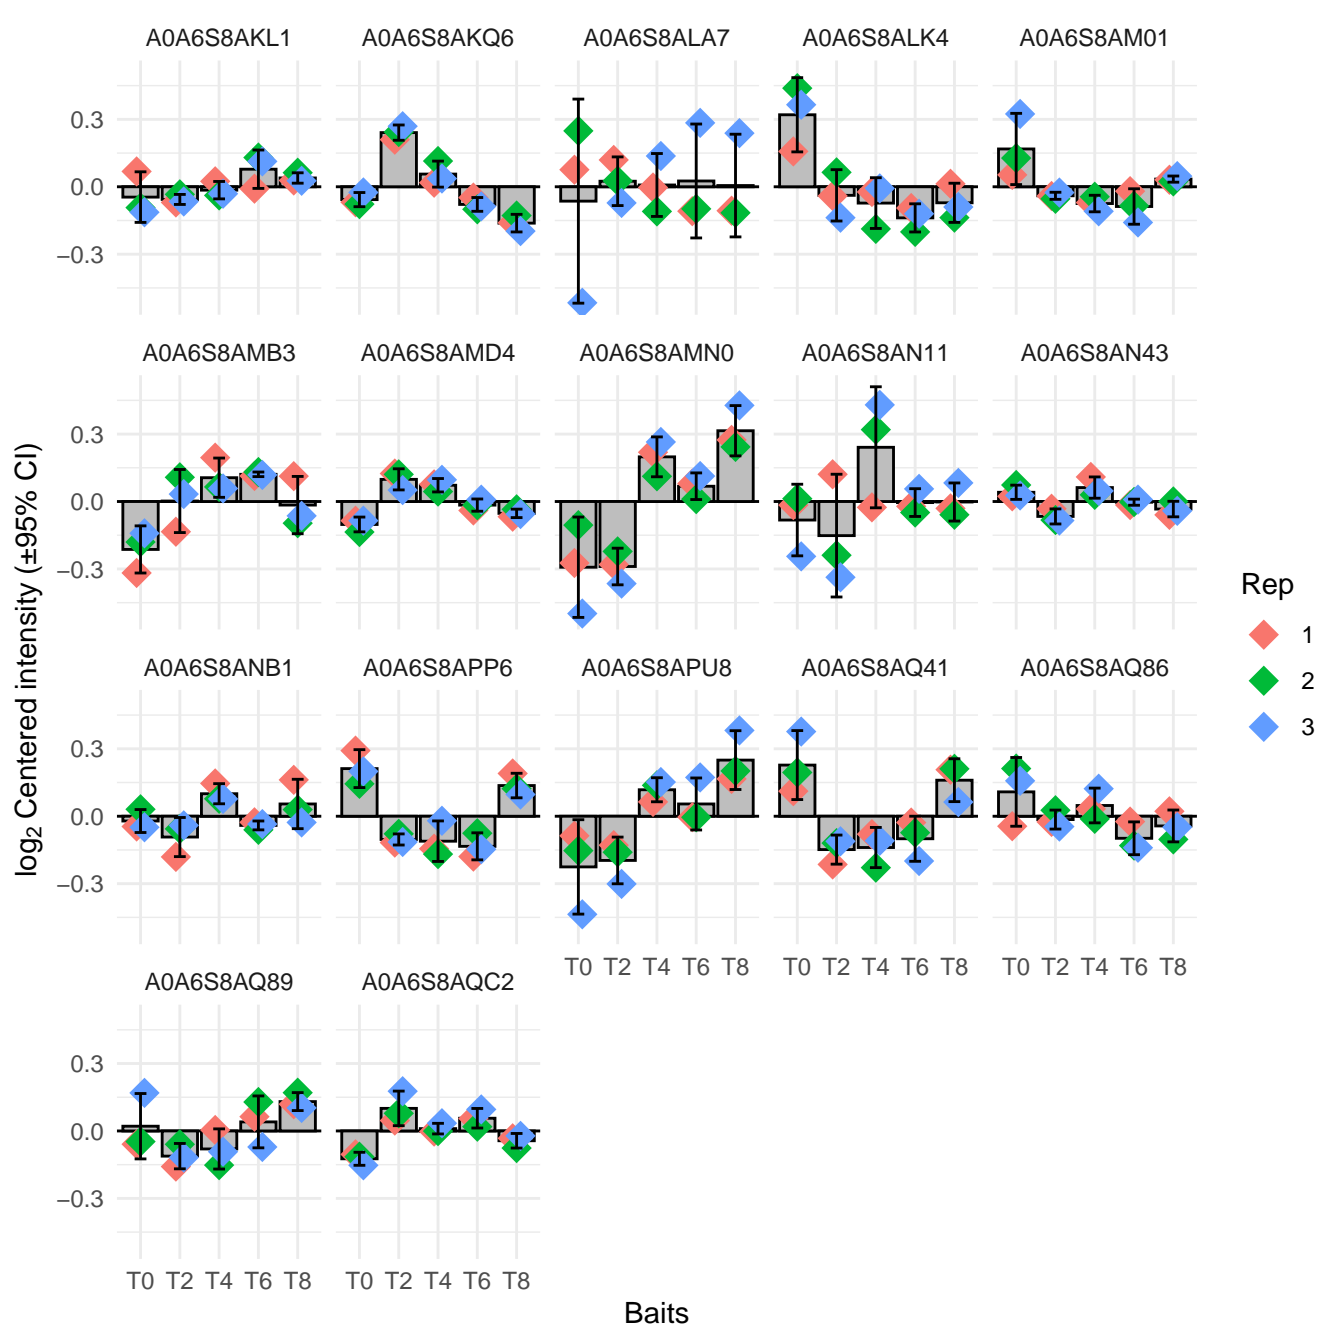 A0A6S8AKL1 A0A6S8AKQ6 A0A6S8ALA7 A0A6S8ALK4 A0A6S8AM01
0.3
0.0
−0.3
A0A6S8AMB3 A0A6S8AMD4 A0A6S8AMN0 A0A6S8AN11 A0A6S8AN43
0.3
0.0
−0.3
A0A6S8ANB1 A0A6S8APP6 A0A6S8APU8 A0A6S8AQ41 A0A6S8AQ86
0.3
0.0
−0.3
T0 T2 T4 T6 T8 T0 T2 T4 T6 T8 T0 T2 T4 T6 T8
A0A6S8AQ89 A0A6S8AQC2
0.3
0.0
−0.3
T0 T2 T4 T6 T8 T0 T2 T4 T6 T8
Baits
log2 Centered intensity (±95% CI)
Rep
1
2
3